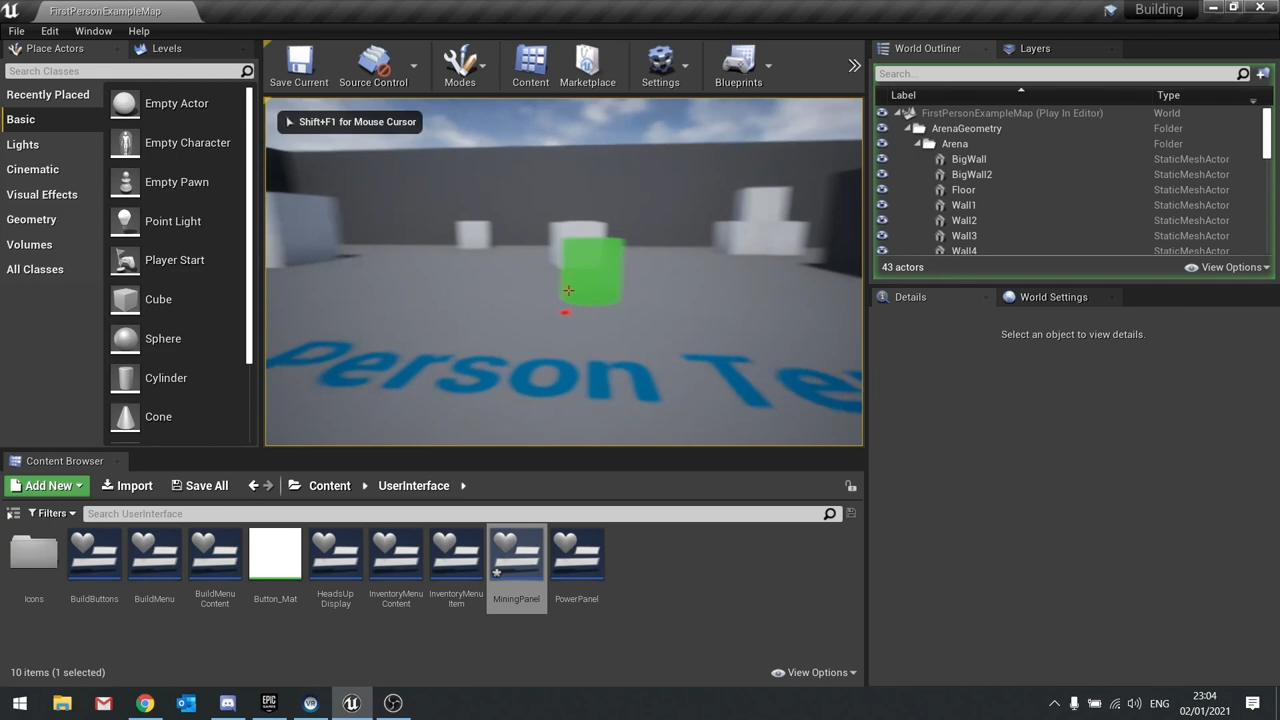 FirstPersonExampleMap
Building
File Edit Window Help
Place Actors Levels
Search Classes
Recently Placed
Basic
Lights
Cinematic
Visual Effects
Geometry
Volumes
All Classes
Empty Actor
Empty Character
Empty Pawn
Point Light
Player Start
Cube
Sphere
Cylinder
Cone
Save Current Source Control Modes Content Marketplace Settings Blueprints
Shift+F1 for Mouse Cursor
person Te
World Outliner Layers
Search...
Label Type
FirstPersonExampleMap (Play In Editor) World
ArenaGeometry Folder
Arena Folder
BigWall StaticMeshActor
BigWall2 StaticMeshActor
Floor StaticMeshActor
Wall1 StaticMeshActor
Wall2 StaticMeshActor
Wall3 StaticMeshActor
Wall4 StaticMeshActor
43 actors View Options
Details World Settings
Select an object to view details.
Content Browser
Add New Import Save All Content UserInterface
Filters Search UserInterface
Icons
BuildButtons
BuildMenu
BuildMenu
Content
Button_Mat
HeadsUp
Display
InventoryMenu
Content
InventoryMenu
Item
MiningPanel
PowerPanel
10 items (1 selected) View Options
EPIC
GAMES
VR
ENG
23:04
02/01/2021